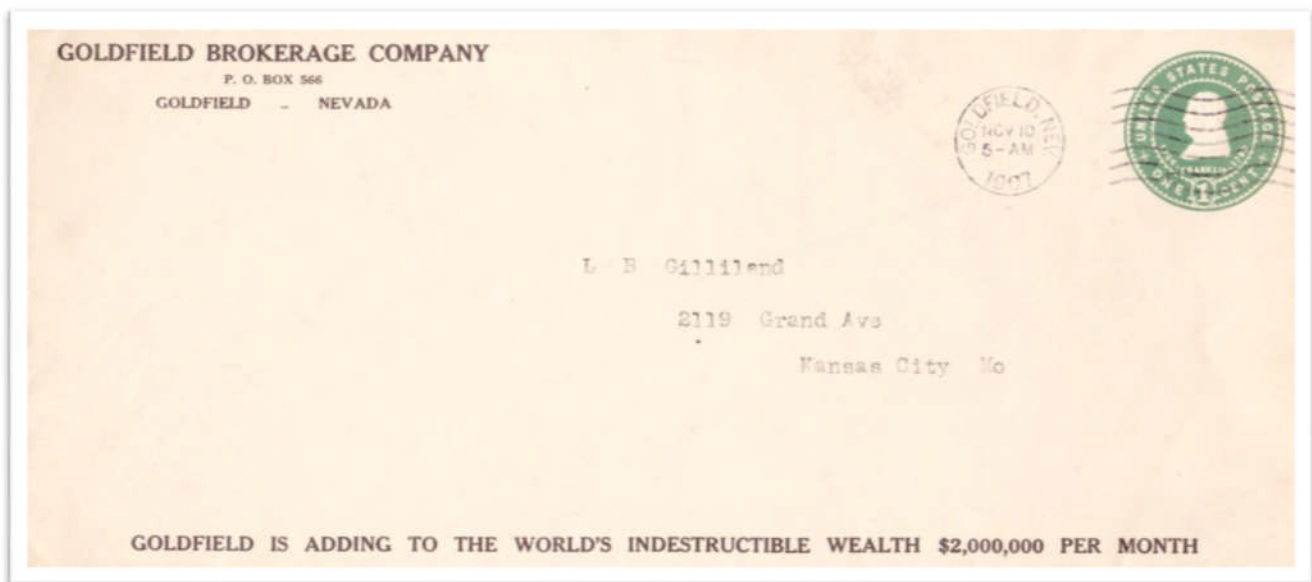 GOLDFIELD BROKERAGE COMPANY
P. O. BOX 566
GOLDFIELD - NEVADA
GOLDFIELD, NEV
NOV 10
5-AM
1907
UNITED STATES POSTAGE
ONE 1 CENT
L B Gilliland
2119 Grand Ave
Kansas City Mo
GOLDFIELD IS ADDING TO THE WORLD'S INDESTRUCTIBLE WEALTH $2,000,000 PER MONTH